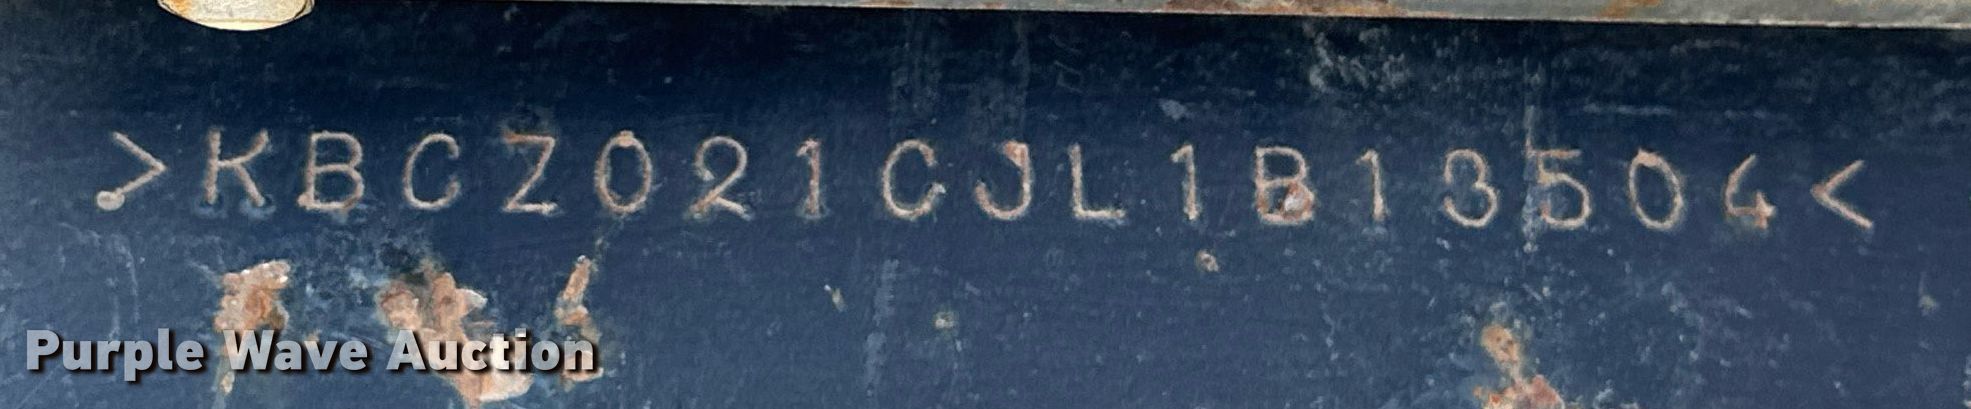 >KBCZ021CJL1B13504<
Purple Wave Auction